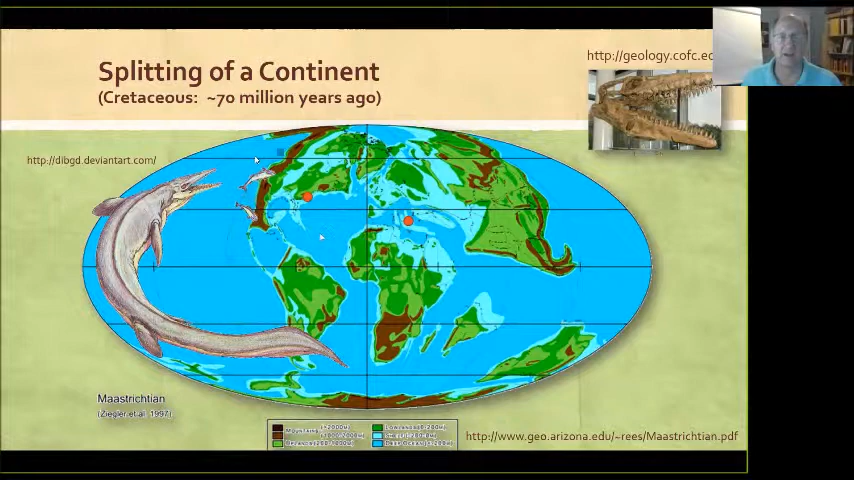 Splitting of a Continent
(Cretaceous: ~70 million years ago)
http://geology.cofc.ec
http://dibgd.deviantart.com/
Maastrichtian
(Ziegler et al. 1997)
http://www.geo.arizona.edu/~rees/Maastrichtian.pdf